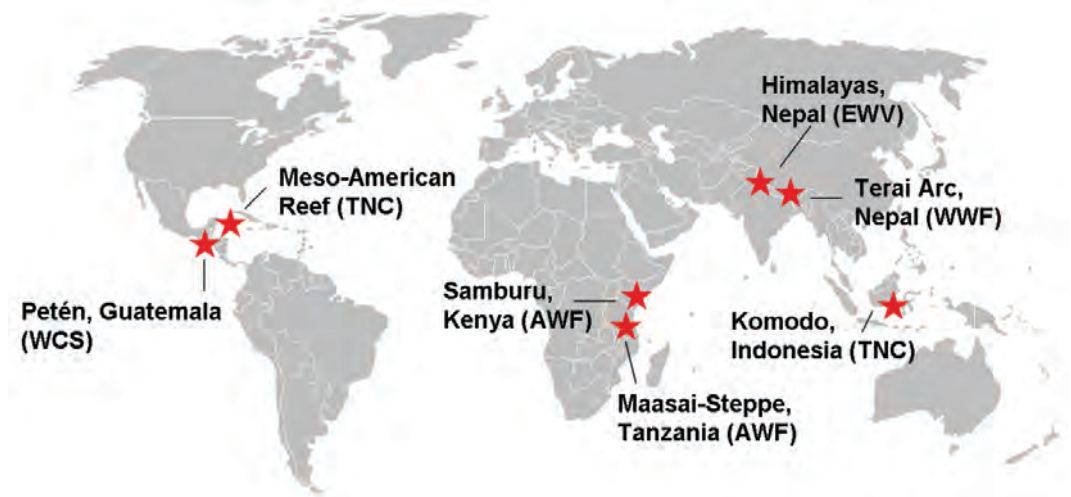 Himalayas,
Nepal (EWV)
Meso-American
Reef (TNC)
Terai Arc,
Nepal (WWF)
Petén, Guatemala
(WCS)
Samburu,
Kenya (AWF)
Komodo,
Indonesia (TNC)
Maasai-Steppe,
Tanzania (AWF)